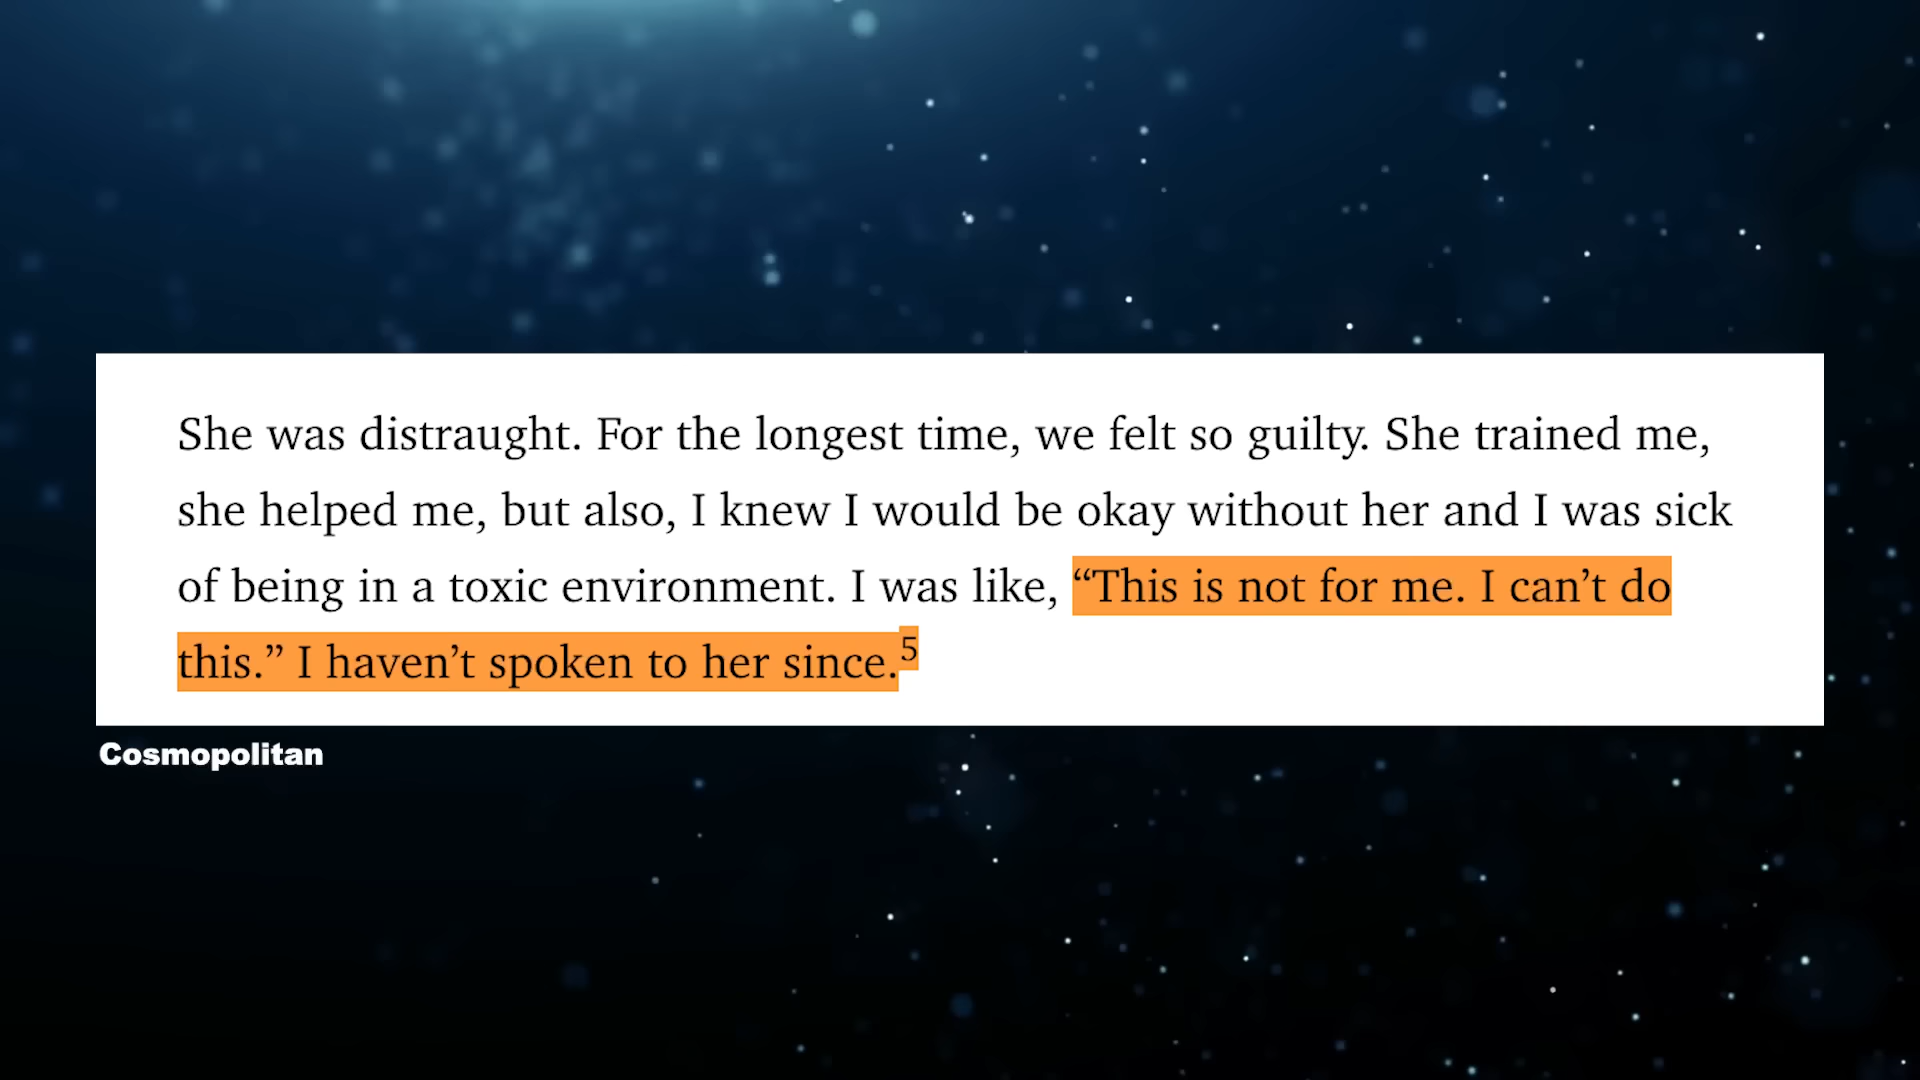 She was distraught. For the longest time, we felt so guilty. She trained me,
she helped me, but also, I knew I would be okay without her and I was sick
of being in a toxic environment. I was like, “This is not for me. I can’t do
this.” I haven’t spoken to her since.⁵
Cosmopolitan